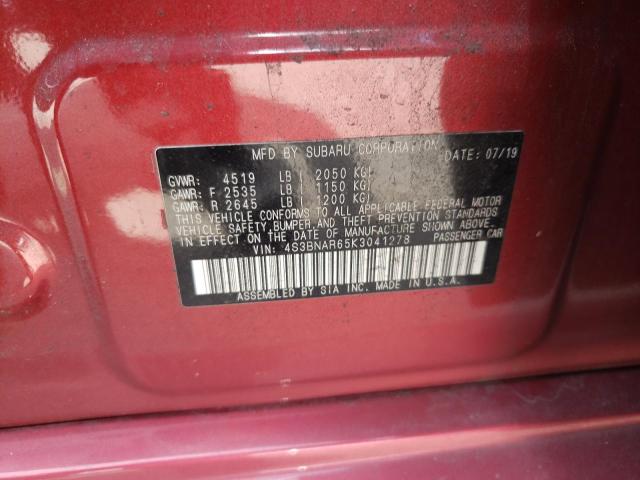 MFD BY SUBARU CORPORATION DATE: 07/19
GVWR: 4519 LB ( 2050 KG)
GAWR: F 2535 LB ( 1150 KG)
GAWR: R 2645 LB ( 1200 KG)
THIS VEHICLE CONFORMS TO ALL APPLICABLE FEDERAL MOTOR
VEHICLE SAFETY, BUMPER, AND THEFT PREVENTION STANDARDS
IN EFFECT ON THE DATE OF MANUFACTURE SHOWN ABOVE.
VIN: 4S3BNAR65K3041278 PASSENGER CAR
ASSEMBLED BY SIA INC. MADE IN U.S.A.